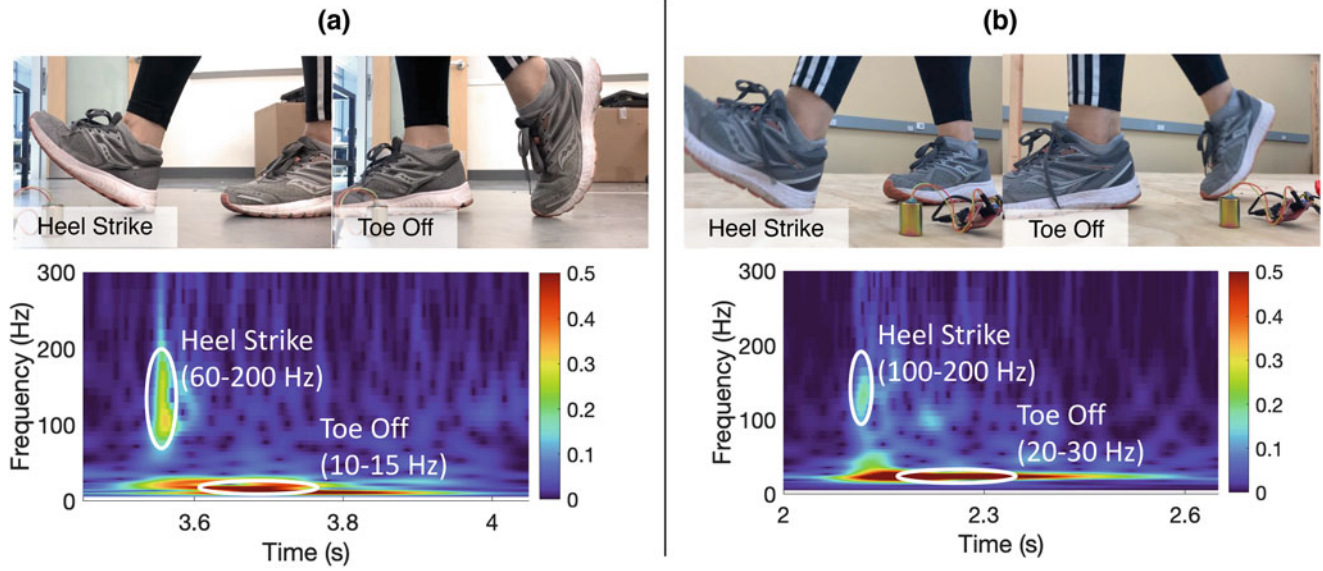 (a)
Heel Strike
Toe Off
300
200
100
0
Frequency (Hz)
Heel Strike
(60-200 Hz)
Toe Off
(10-15 Hz)
3.6
3.8
4
Time (s)
0.5
0.4
0.3
0.2
0.1
0
(b)
Heel Strike
Toe Off
300
200
100
0
Frequency (Hz)
Heel Strike
(100-200 Hz)
Toe Off
(20-30 Hz)
2
2.3
2.6
Time (s)
0.5
0.4
0.3
0.2
0.1
0